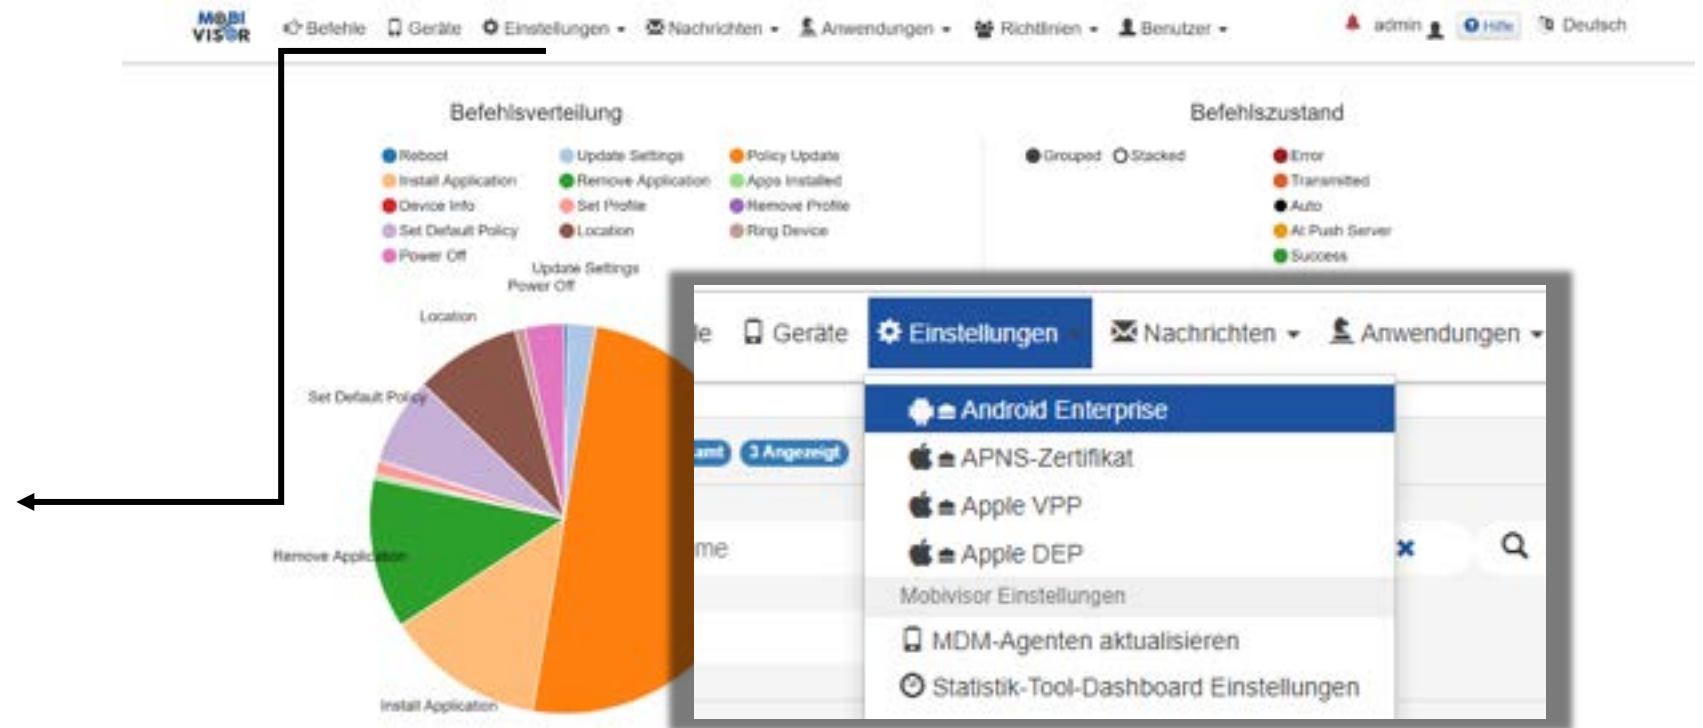 MOBI
VISOR
Befehle Geräte Einstellungen Nachrichten Anwendungen Richtlinien Benutzer admin Hilfe Deutsch
Befehlsverteilung
Befehlszustand
Reboot Update Settings Policy Update
Install Application Remove Application Apps Installed
Device Info Set Profile Remove Profile
Set Default Policy Location Ring Device
Power Off
Grouped Stacked
Error
Transmitted
Auto
At Push Server
Success
Update Settings
Power Off
Location
Set Default Policy
Remove Applic
Install Application
le Geräte Einstellungen Nachrichten Anwendungen
Android Enterprise
amt 3 Angezeigt
APNS-Zertifikat
Apple VPP
me
Apple DEP
Mobivisor Einstellungen
MDM-Agenten aktualisieren
Statistik-Tool-Dashboard Einstellungen